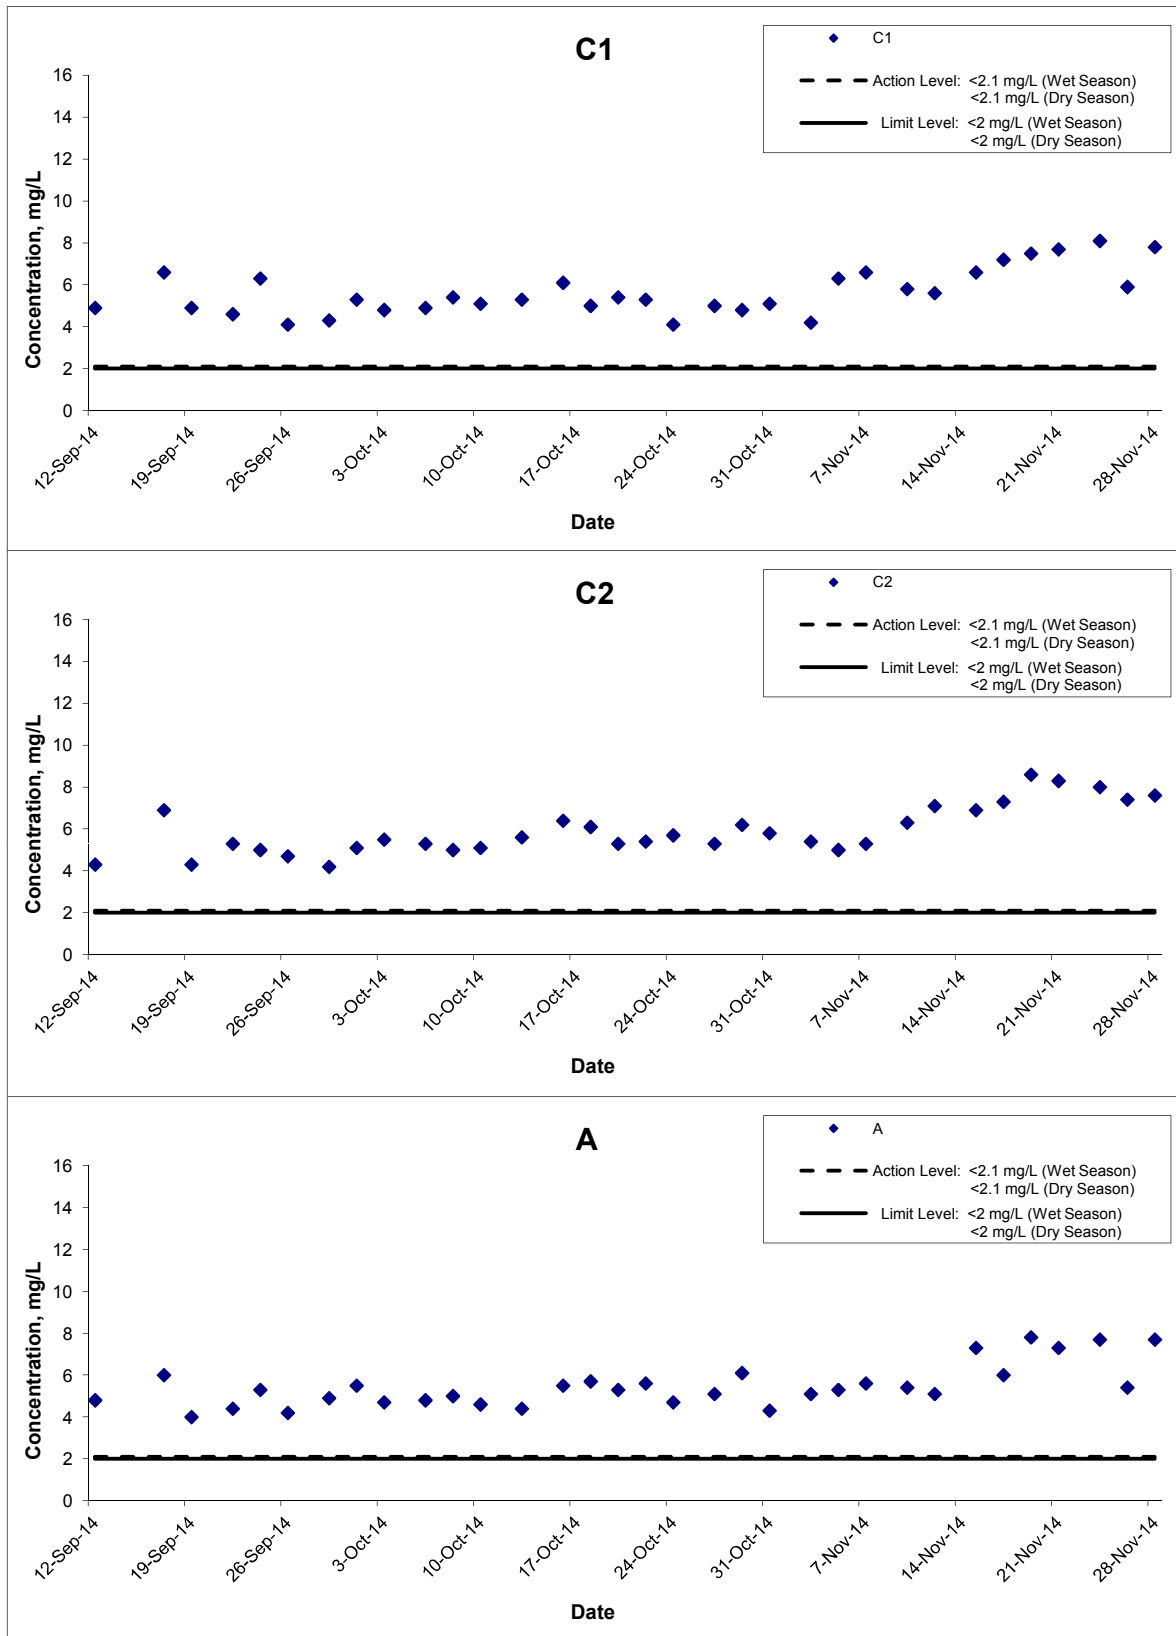 C1
C1
Action Level: <2.1 mg/L (Wet Season)
<2.1 mg/L (Dry Season)
Limit Level: <2 mg/L (Wet Season)
<2 mg/L (Dry Season)
Concentration, mg/L
16
14
12
10
8
6
4
2
0
12-Sep-14
19-Sep-14
26-Sep-14
3-Oct-14
10-Oct-14
17-Oct-14
24-Oct-14
31-Oct-14
7-Nov-14
14-Nov-14
21-Nov-14
28-Nov-14
Date
C2
C2
Action Level: <2.1 mg/L (Wet Season)
<2.1 mg/L (Dry Season)
Limit Level: <2 mg/L (Wet Season)
<2 mg/L (Dry Season)
Concentration, mg/L
16
14
12
10
8
6
4
2
0
12-Sep-14
19-Sep-14
26-Sep-14
3-Oct-14
10-Oct-14
17-Oct-14
24-Oct-14
31-Oct-14
7-Nov-14
14-Nov-14
21-Nov-14
28-Nov-14
Date
A
A
Action Level: <2.1 mg/L (Wet Season)
<2.1 mg/L (Dry Season)
Limit Level: <2 mg/L (Wet Season)
<2 mg/L (Dry Season)
Concentration, mg/L
16
14
12
10
8
6
4
2
0
12-Sep-14
19-Sep-14
26-Sep-14
3-Oct-14
10-Oct-14
17-Oct-14
24-Oct-14
31-Oct-14
7-Nov-14
14-Nov-14
21-Nov-14
28-Nov-14
Date